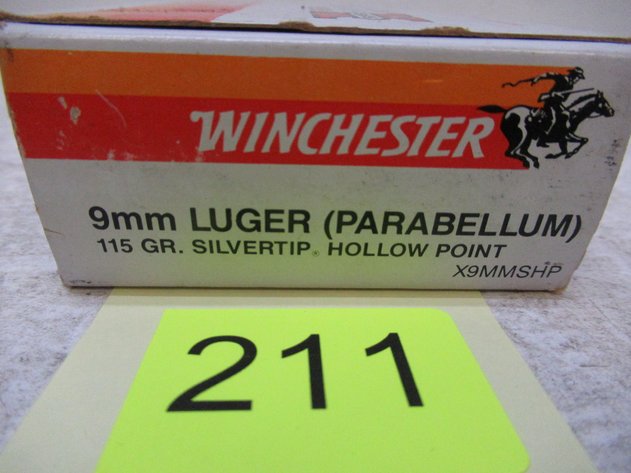 WINCHESTER
9mm LUGER (PARABELLUM)
115 GR. SILVERTIP® HOLLOW POINT
X9MMSHP
211